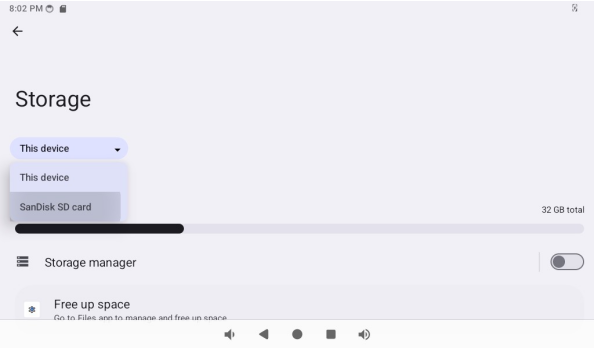 8:02 PM
Storage
This device
This device
SanDisk SD card
32 GB total
Storage manager
Free up space
Go to Files app to manage and free up space